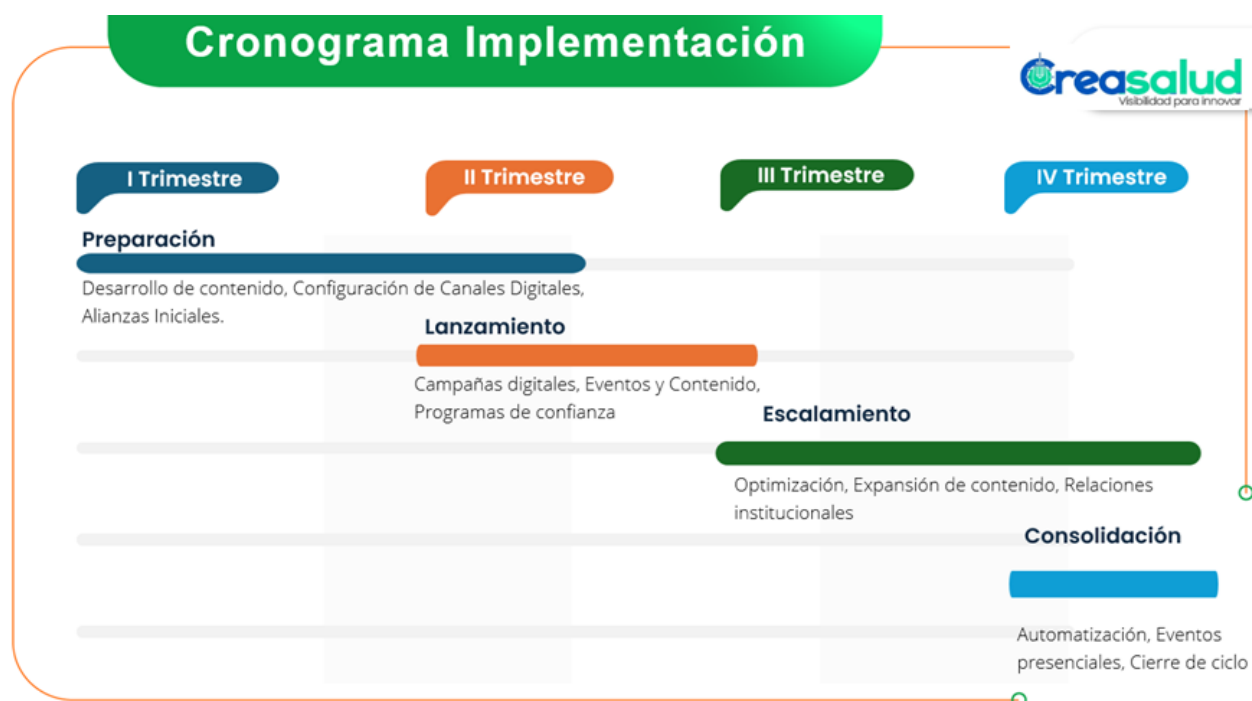 Cronograma Implementación
Creasalud
Visibilidad para innovar
I Trimestre
II Trimestre
III Trimestre
IV Trimestre
Preparación
Desarrollo de contenido, Configuración de Canales Digitales,
Alianzas Iniciales.
Lanzamiento
Campañas digitales, Eventos y Contenido,
Programas de confianza
Escalamiento
Optimización, Expansión de contenido, Relaciones
institucionales
Consolidación
Automatización, Eventos
presenciales, Cierre de ciclo